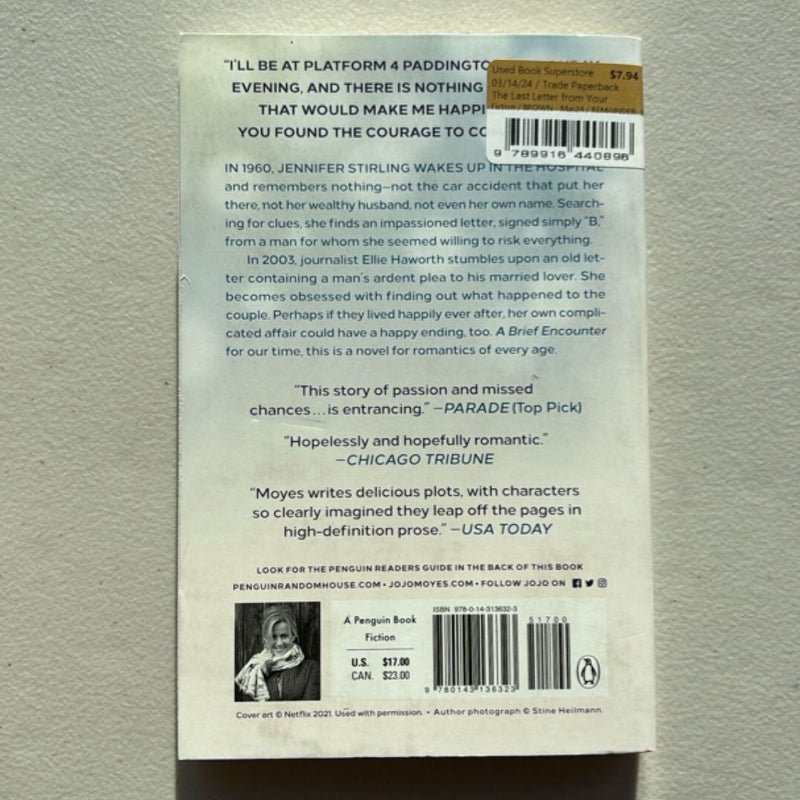 "I'LL BE AT PLATFORM 4 PADDINGTO
EVENING, AND THERE IS NOTHING
THAT WOULD MAKE ME HAPPI
YOU FOUND THE COURAGE TO CO
Used Book Superstore $7.94
03/14/24 / Trade Paperback
The Last Letter from Your
Fiction / BROWN - Mar24 / REMAINDER
9 789916 440896
IN 1960, JENNIFER STIRLING WAKES UP IN THE HOSPITAL
and remembers nothing—not the car accident that put her
there, not her wealthy husband, not even her own name. Search-
ing for clues, she finds an impassioned letter, signed simply "B,"
from a man for whom she seemed willing to risk everything.
In 2003, journalist Ellie Haworth stumbles upon an old let-
ter containing a man's ardent plea to his married lover. She
becomes obsessed with finding out what happened to the
couple. Perhaps if they lived happily ever after, her own compli-
cated affair could have a happy ending, too. A Brief Encounter
for our time, this is a novel for romantics of every age.
"This story of passion and missed
chances...is entrancing." —PARADE (Top Pick)
"Hopelessly and hopefully romantic."
—CHICAGO TRIBUNE
"Moyes writes delicious plots, with characters
so clearly imagined they leap off the pages in
high-definition prose." —USA TODAY
LOOK FOR THE PENGUIN READERS GUIDE IN THE BACK OF THIS BOOK
PENGUINRANDOMHOUSE.COM • JOJOMOYES.COM • FOLLOW JOJO ON
A Penguin Book
Fiction
U.S. $17.00
CAN. $23.00
ISBN 978-0-14-313632-3
51700
9 780143 136323
Cover art © Netflix 2021. Used with permission. • Author photograph © Stine Heilmann.